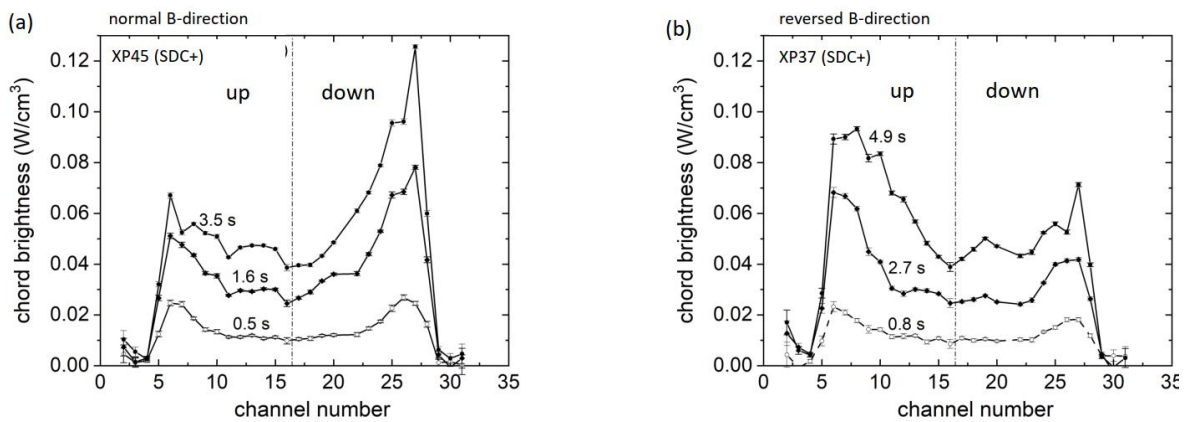 (a)
normal B-direction
XP45 (SDC+)
)
up
down
3.5 s
1.6 s
0.5 s
chord brightness (W/cm³)
0.12
0.10
0.08
0.06
0.04
0.02
0.00
0 5 10 15 20 25 30 35
channel number
(b)
reversed B-direction
XP37 (SDC+)
up
down
4.9 s
2.7 s
0.8 s
chord brightness (W/cm³)
0.12
0.10
0.08
0.06
0.04
0.02
0.00
0 5 10 15 20 25 30 35
channel number